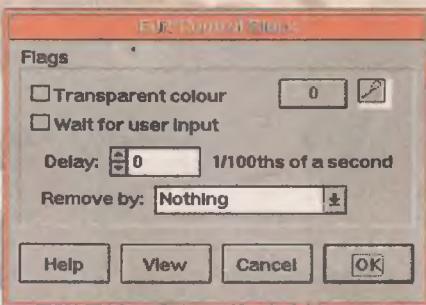 Flags
Transparent colour 0
Wait for user input
Delay: 0 1/100ths of a second
Remove by: Nothing
Help View Cancel OK